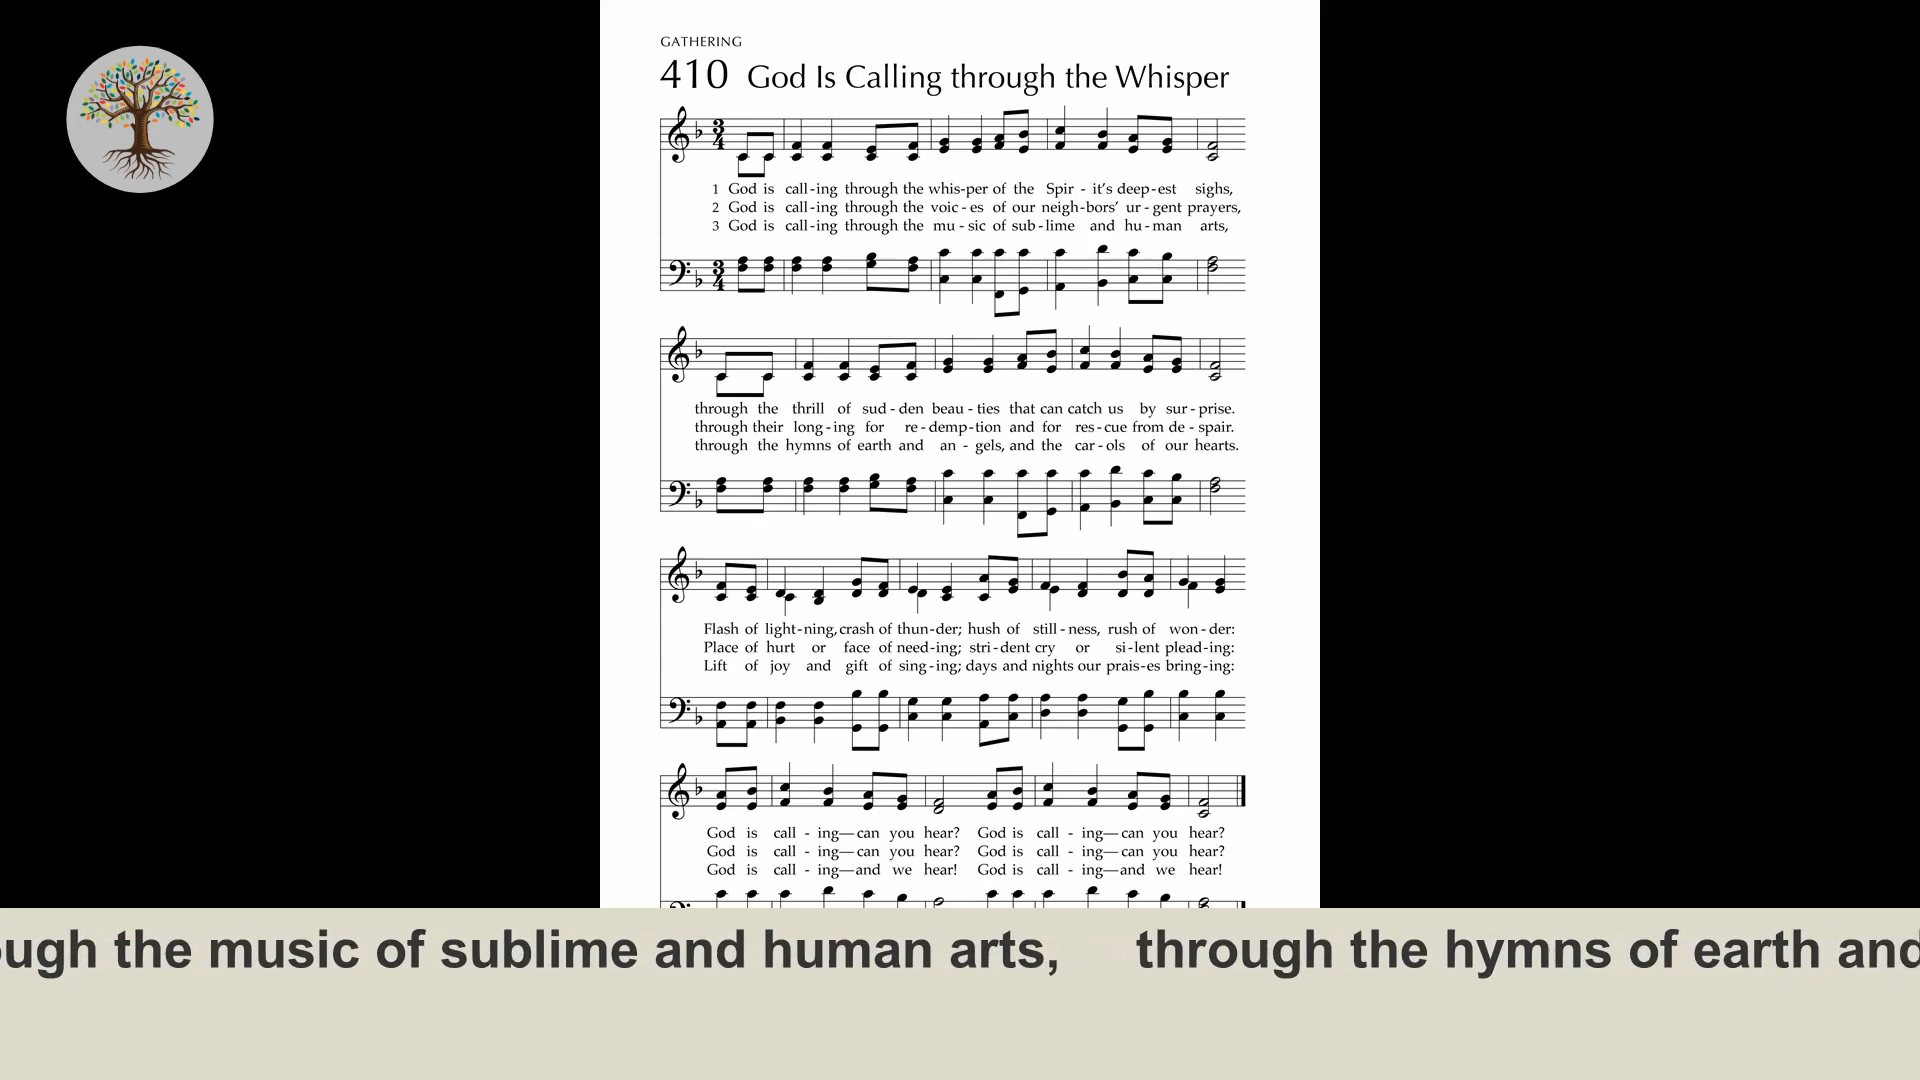 GATHERING
410 God Is Calling through the Whisper
1 God is call-ing through the whis-per of the Spir - it's deep-est sighs,
2 God is call-ing through the voic-es of our neigh-bors' ur-gent prayers,
3 God is call-ing through the mu-sic of sub-lime and hu-man arts,
through the thrill of sud-den beau-ties that can catch us by sur-prise.
through their long-ing for re-demp-tion and for res-cue from de-spair.
through the hymns of earth and an-gels, and the car-ols of our hearts.
Flash of light-ning, crash of thun-der; hush of still-ness, rush of won-der:
Place of hurt or face of need-ing; stri-dent cry or si-lent plead-ing:
Lift of joy and gift of sing-ing; days and nights our prais-es bring-ing:
God is call - ing—can you hear? God is call - ing—can you hear?
God is call - ing—can you hear? God is call - ing—can you hear?
God is call - ing—and we hear! God is call - ing—and we hear!
ough the music of sublime and human arts, through the hymns of earth and